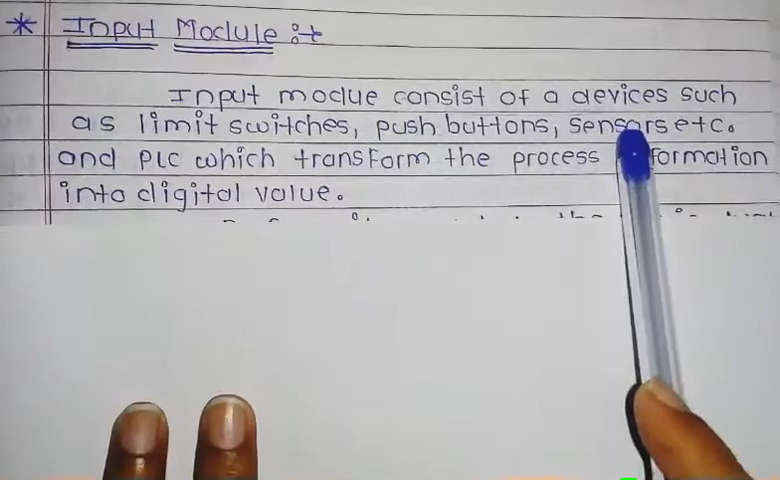 * Input Module :-
Input modue consist of a devices such
as limit switches, push buttons, sensors etc.
and PLC which transform the process formation
into digital value.